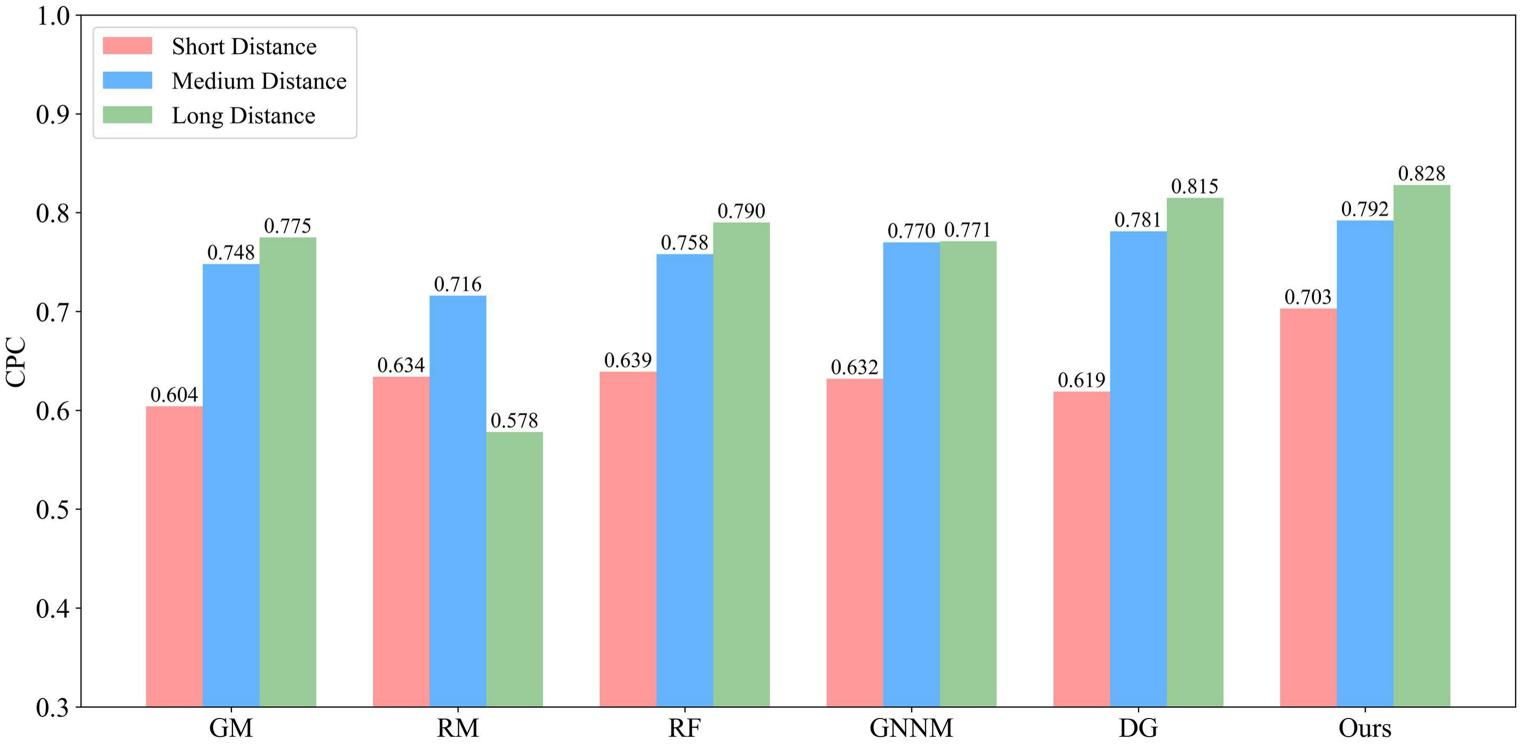 1.0
0.9
0.8
0.7
0.6
0.5
0.4
0.3
CPC
Short Distance
Medium Distance
Long Distance
0.604 0.748 0.775
0.634 0.716 0.578
0.639 0.758 0.790
0.632 0.770 0.771
0.619 0.781 0.815
0.703 0.792 0.828
GM RM RF GNNM DG Ours